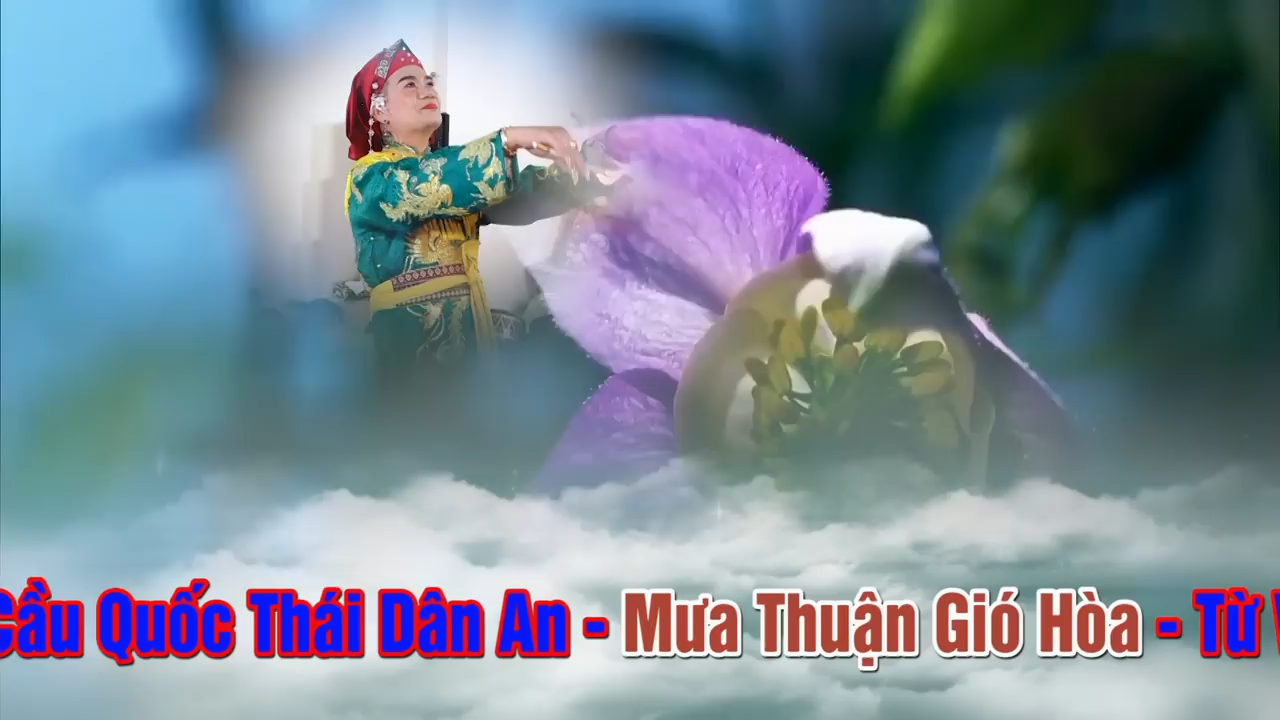 Cầu Quốc Thái Dân An - Mưa Thuận Gió Hòa - Từ